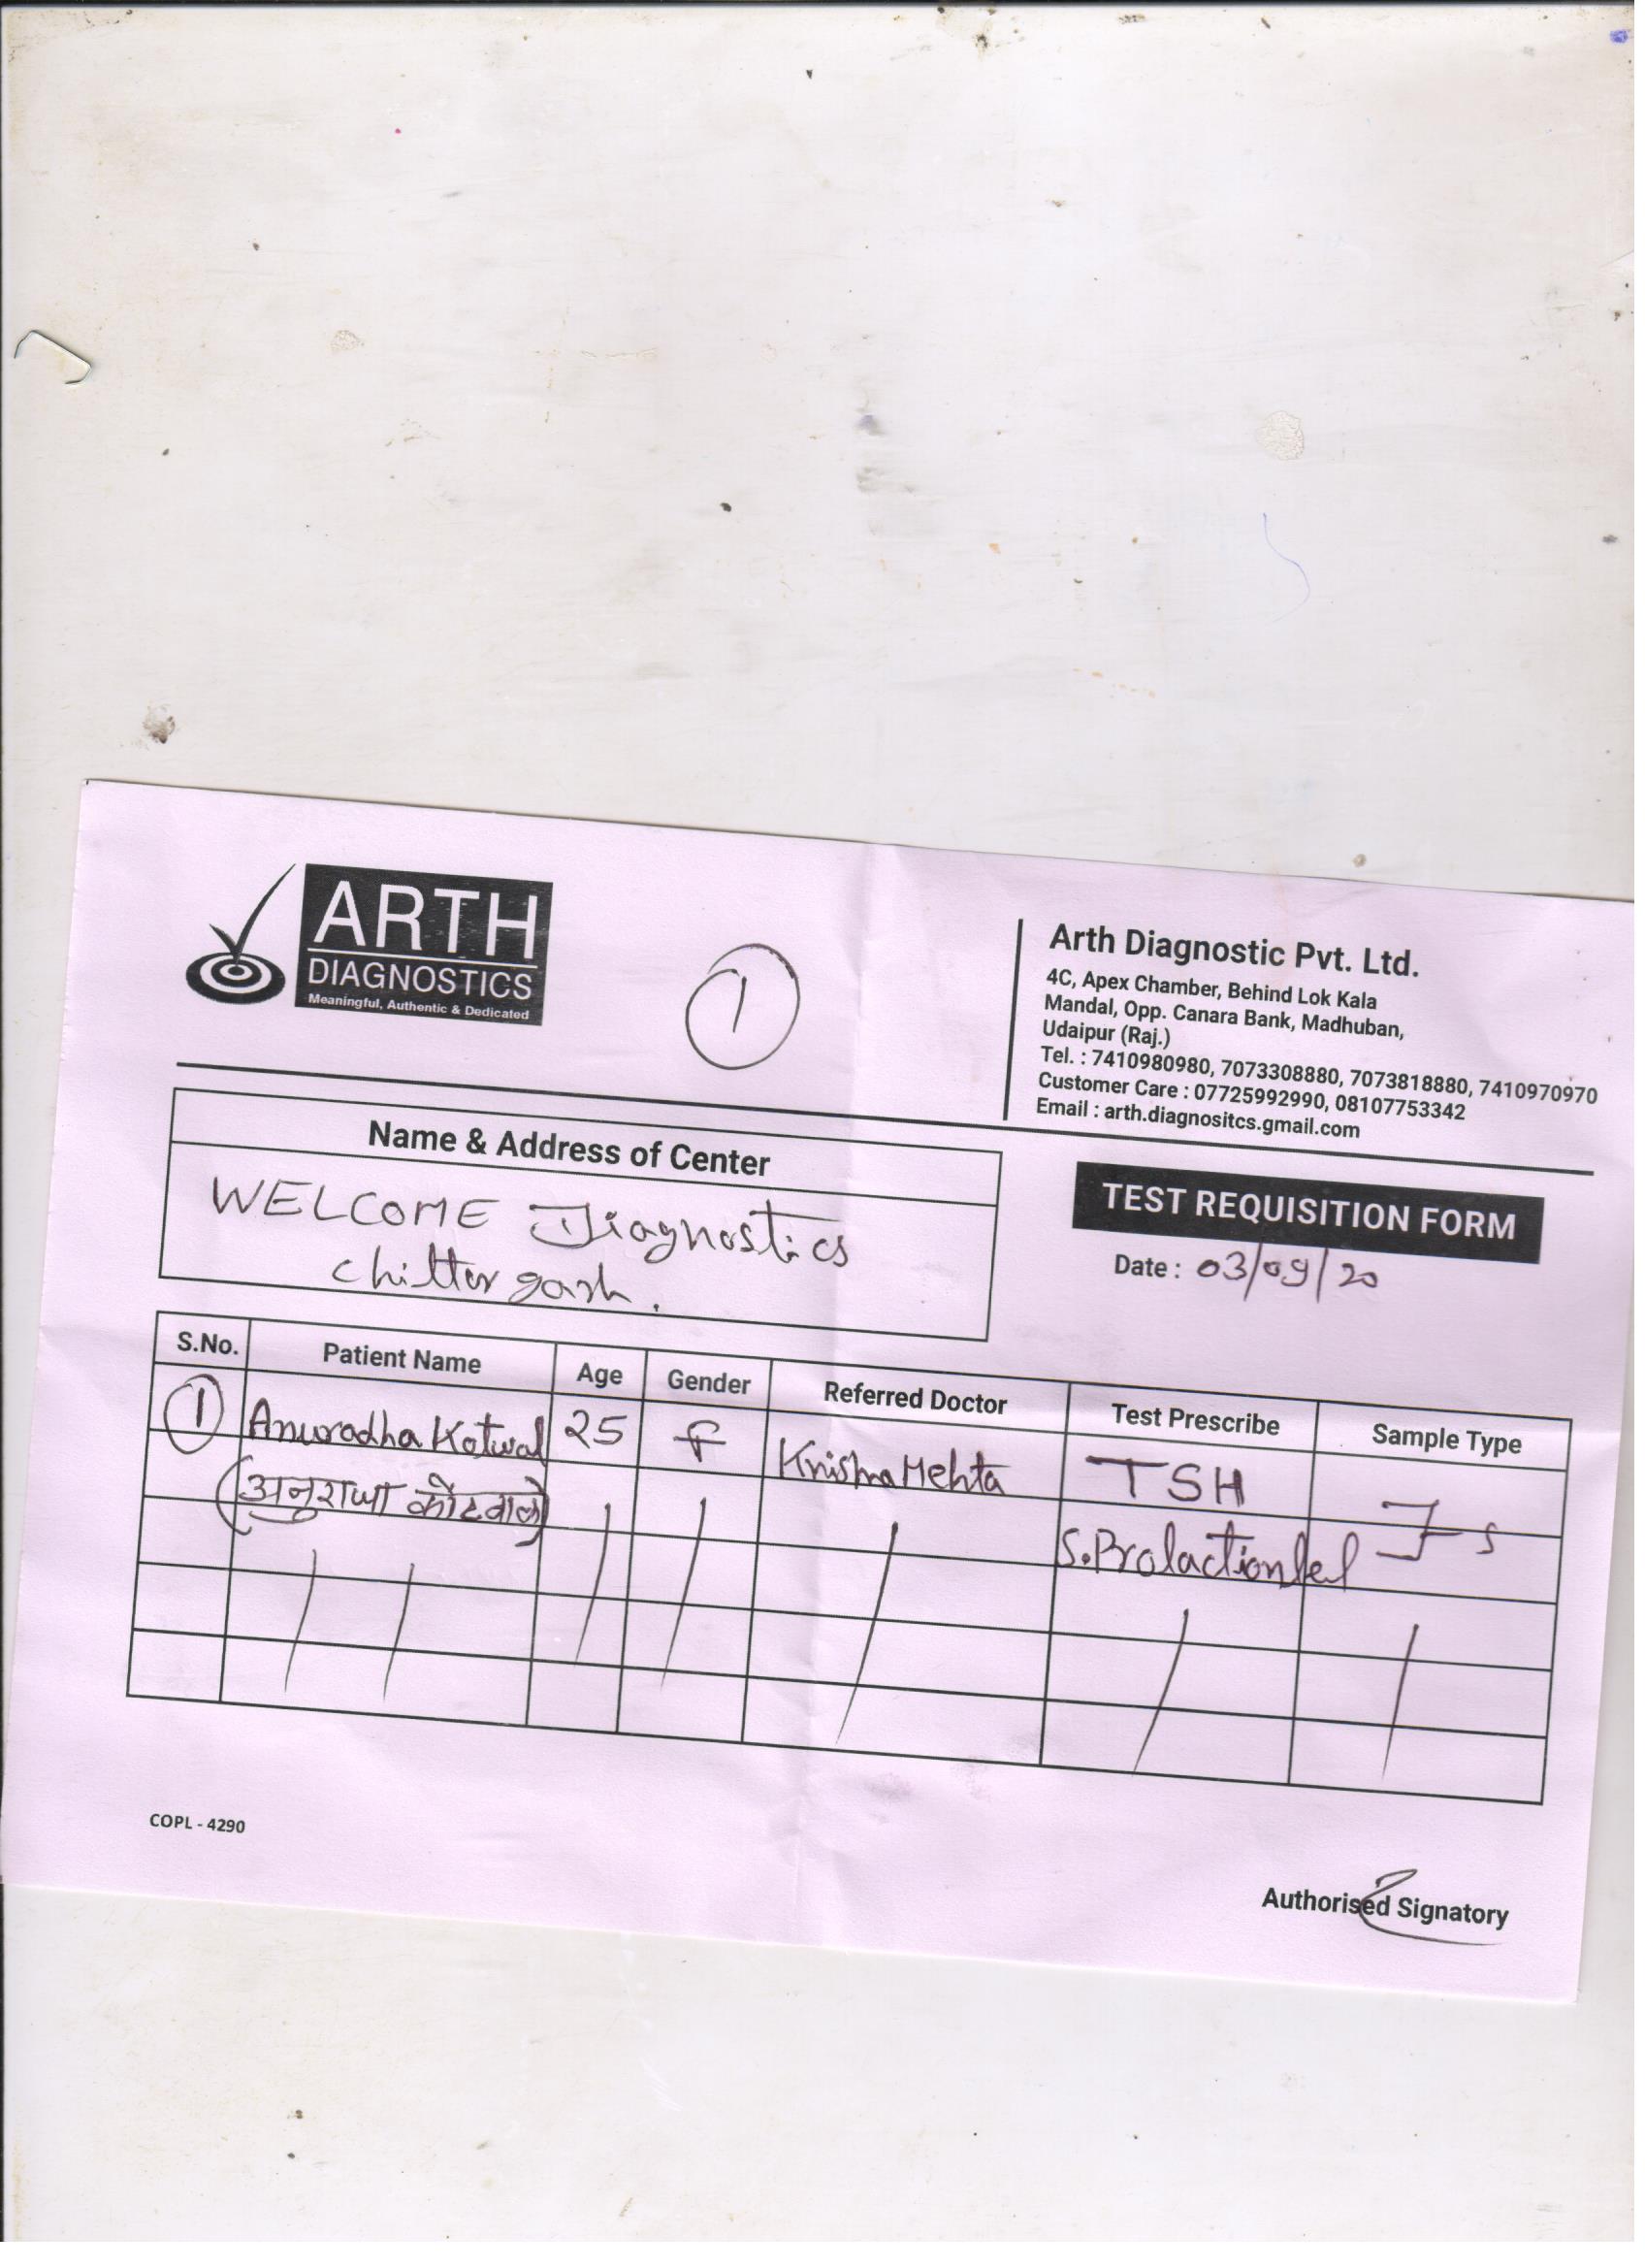 ARTH
DIAGNOSTICS
Meaningful, Authentic & Dedicated
1
Arth Diagnostic Pvt. Ltd.
4C, Apex Chamber, Behind Lok Kala
Mandal, Opp. Canara Bank, Madhuban,
Udaipur (Raj.)
Tel. : 7410980980, 7073308880, 7073818880, 7410970970
Customer Care : 07725992990, 08107753342
Email : arth.diagnositcs.gmail.com
Name & Address of Center
WELCOME Diagnostics
Chittorgarh.
TEST REQUISITION FORM
Date : 03/09/20
S.No. Patient Name Age Gender Referred Doctor Test Prescribe Sample Type
1 Anuradha Kotwal 25 F Krishna Mehta TSH
(अनुराधा कोटवाल) S. Prolaction S
COPL - 4290
Authorised Signatory